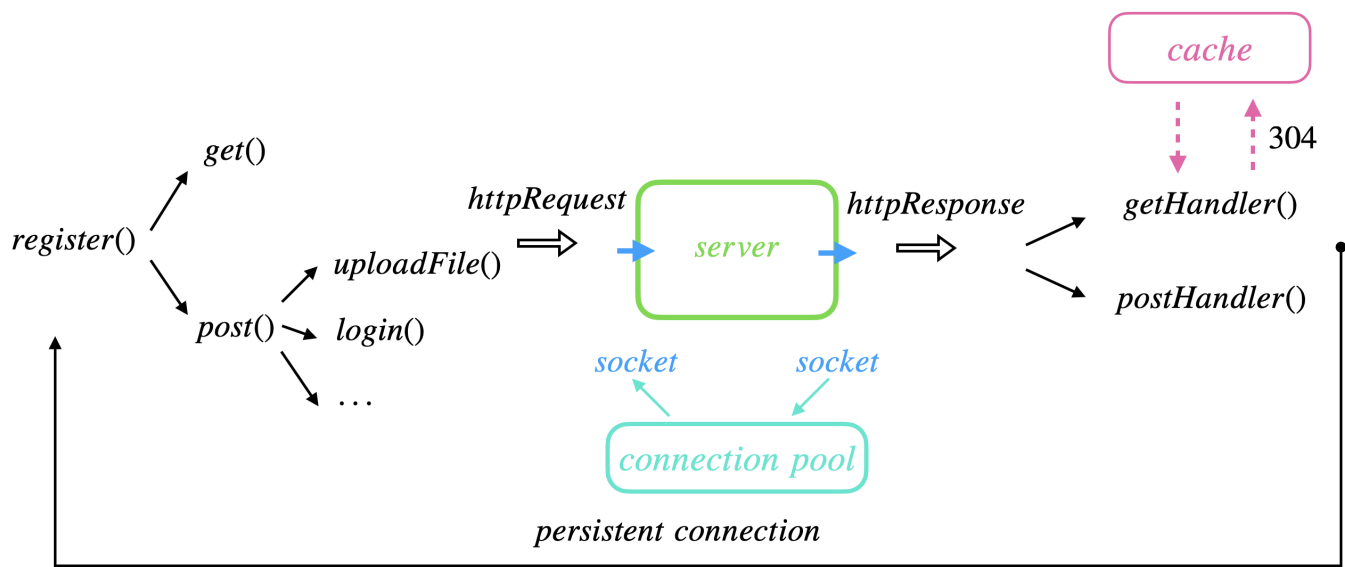 cache
304
get()
httpRequest
httpResponse
getHandler()
register()
server
uploadFile()
postHandler()
post()
login()
socket
socket
...
connection pool
persistent connection